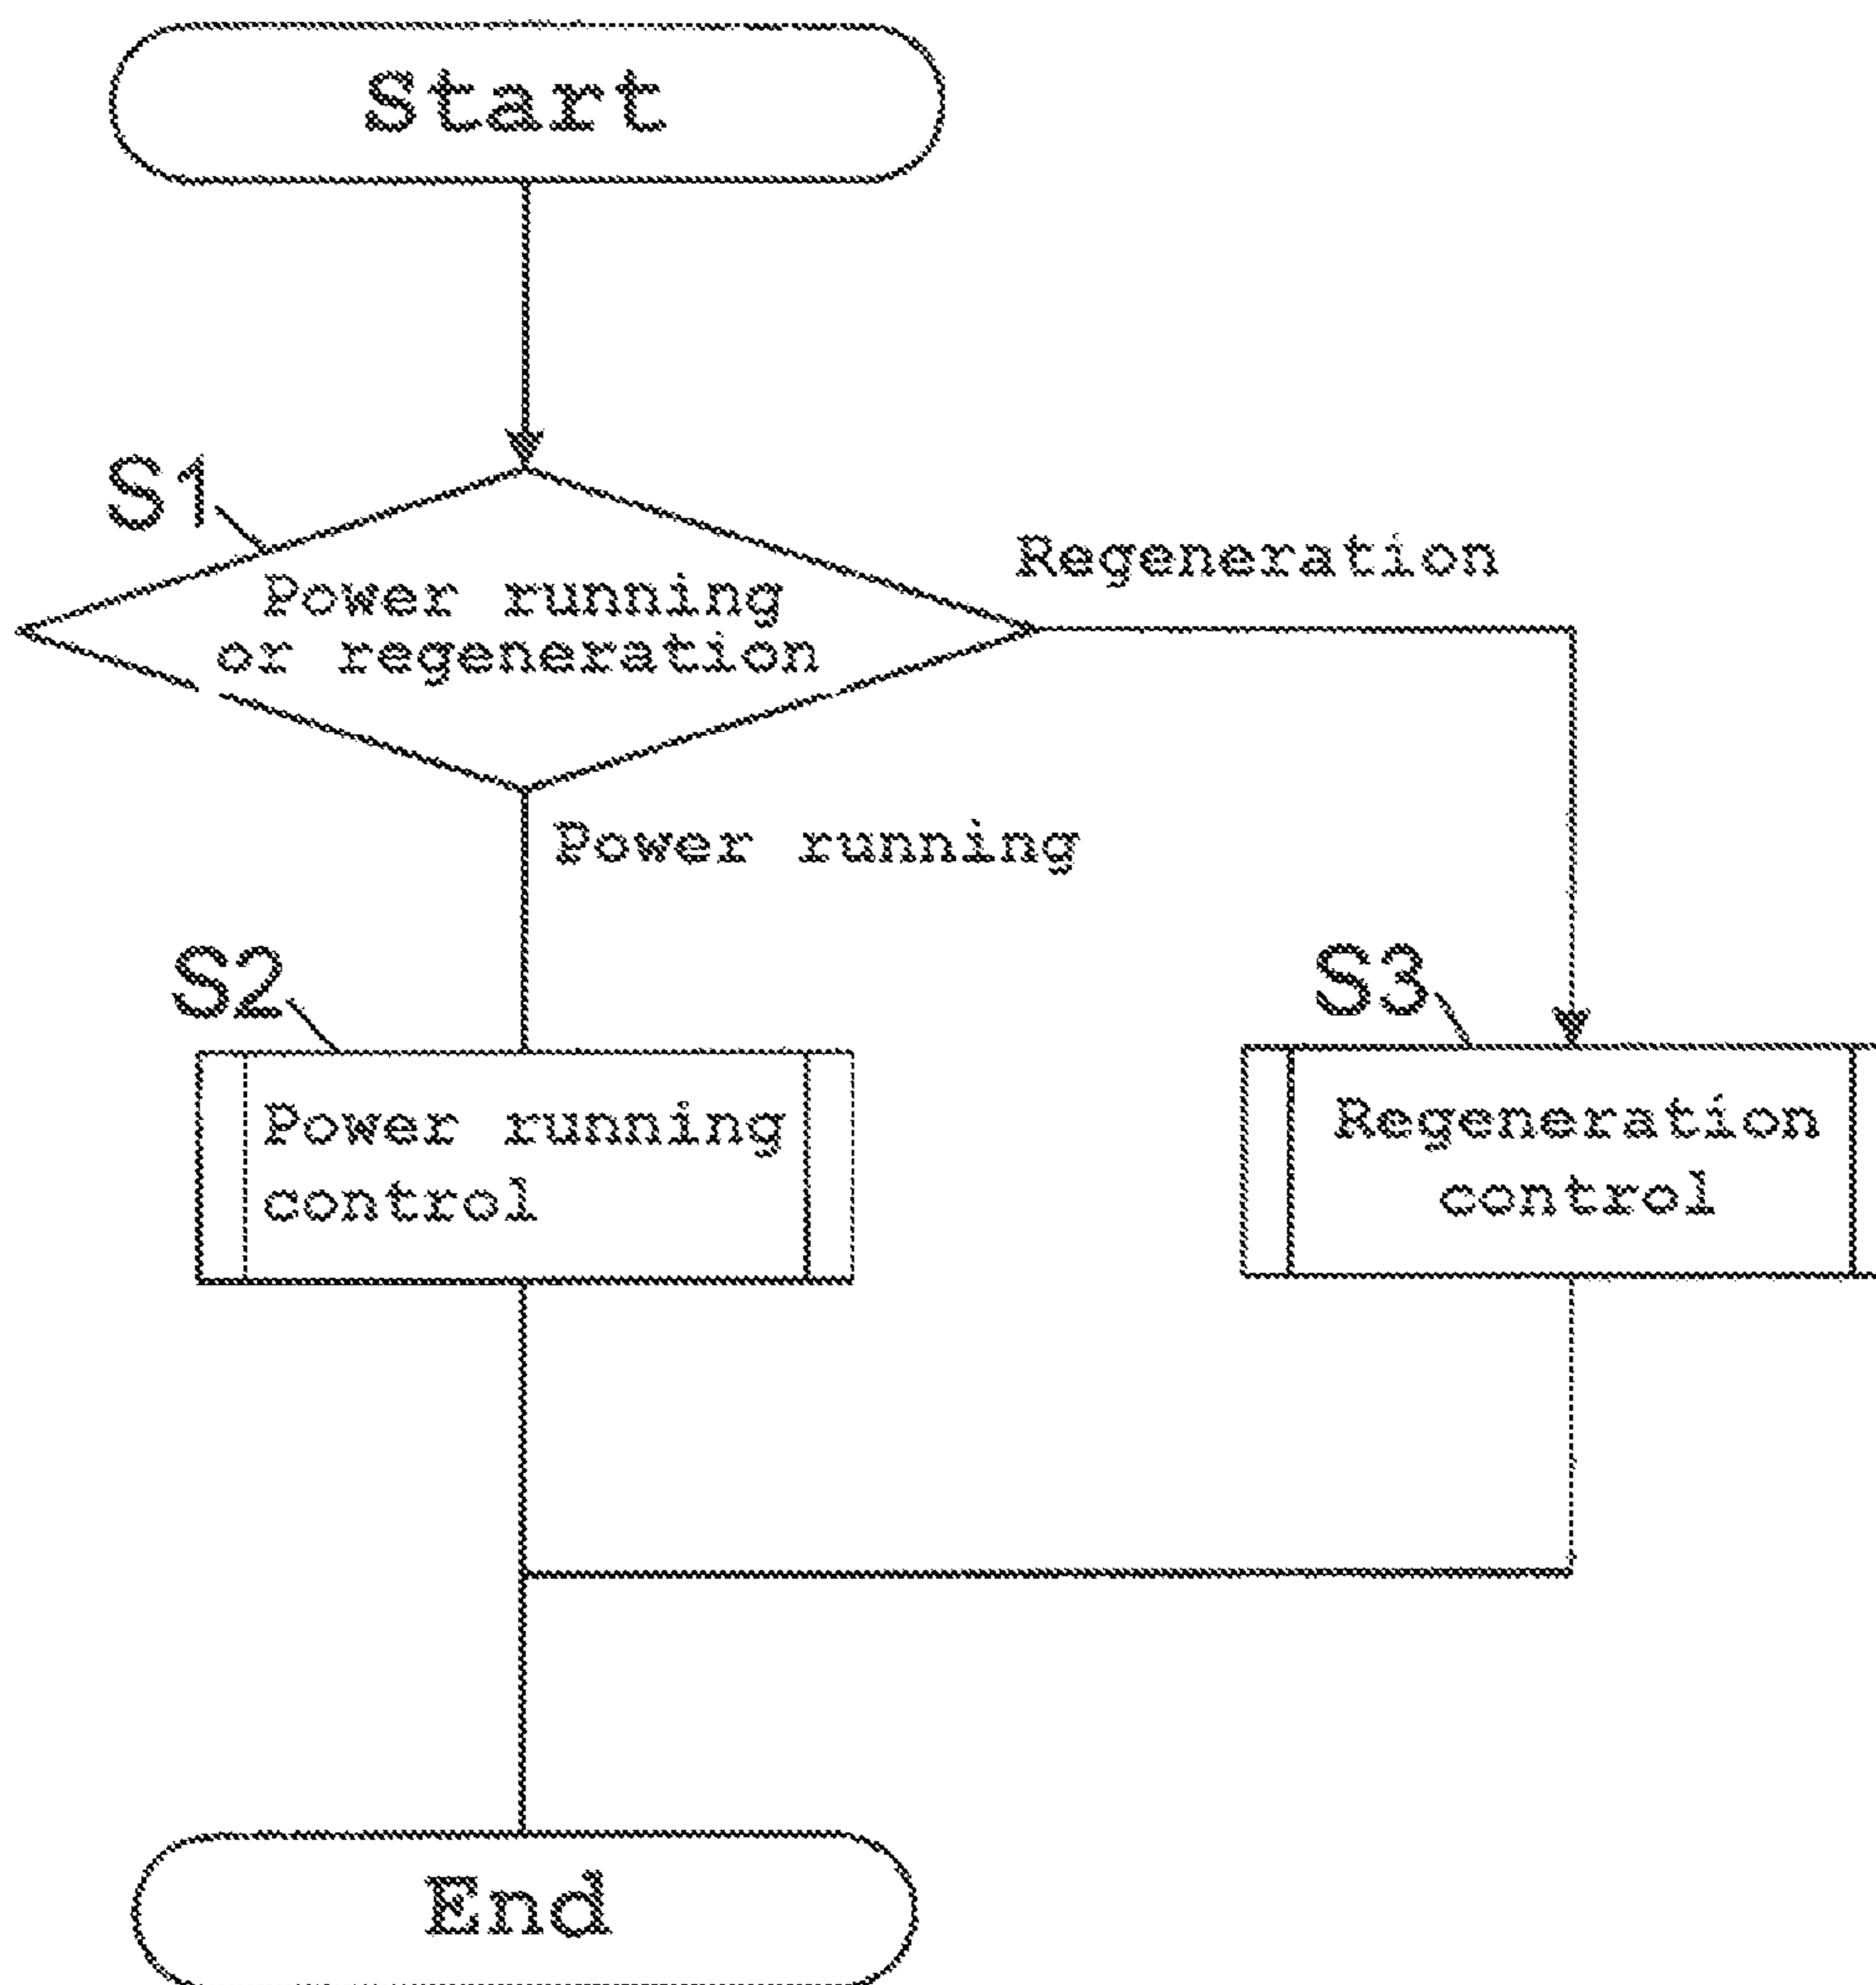 Start
S1
Regeneration
Power running
or regeneration
Power running
S2
S3
Power running
control
Regeneration
control
End